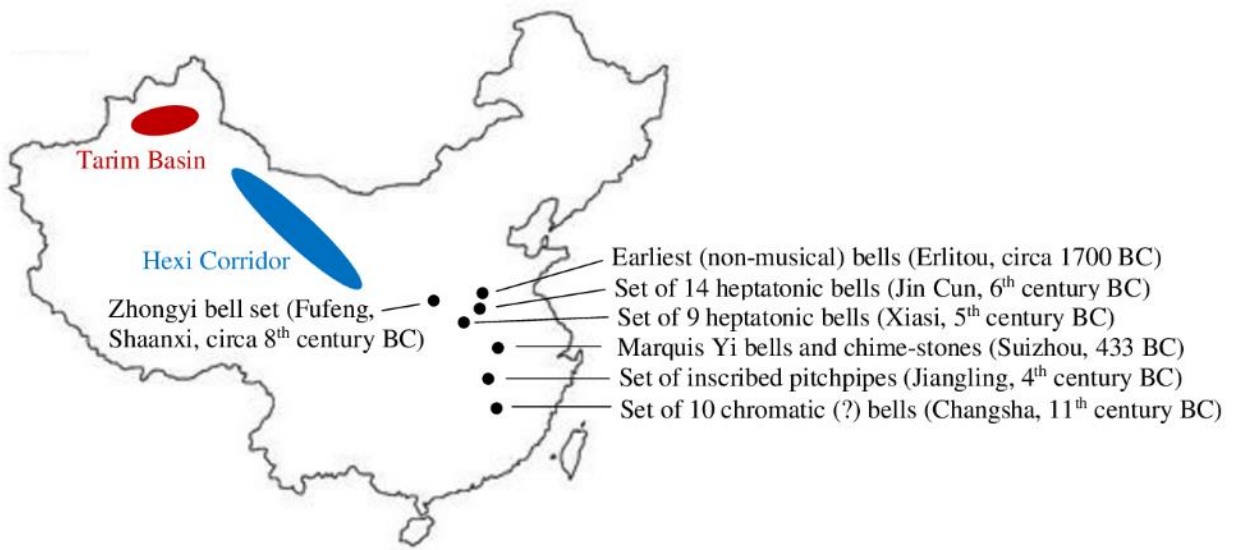 Tarim Basin
Hexi Corridor
Zhongyi bell set (Fufeng,
Shaanxi, circa 8th century BC)
Earliest (non-musical) bells (Erlitou, circa 1700 BC)
Set of 14 heptatonic bells (Jin Cun, 6th century BC)
Set of 9 heptatonic bells (Xiasi, 5th century BC)
Marquis Yi bells and chime-stones (Suizhou, 433 BC)
Set of inscribed pitchpipes (Jiangling, 4th century BC)
Set of 10 chromatic (?) bells (Changsha, 11th century BC)